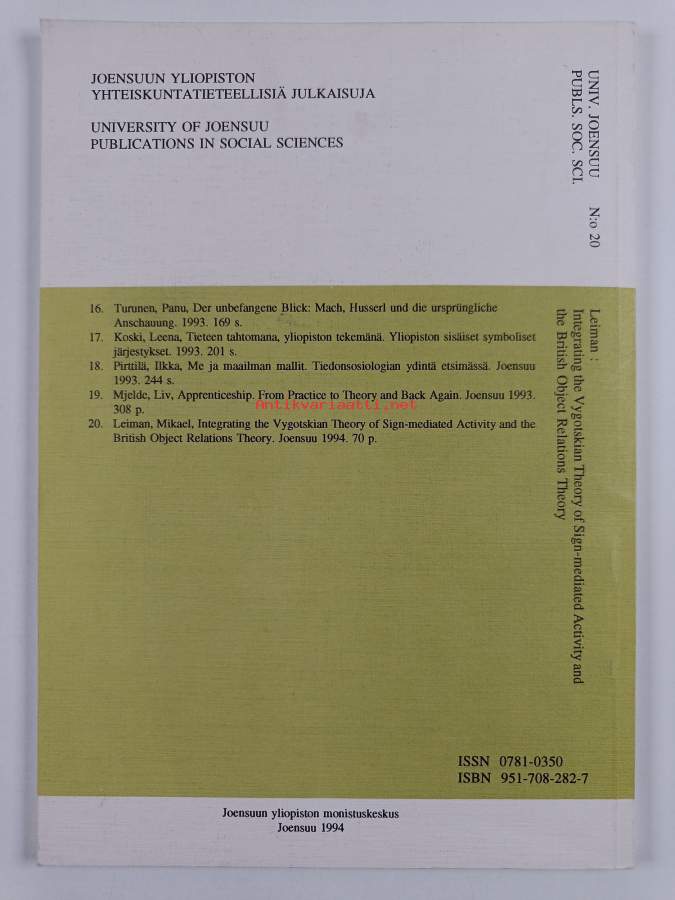 JOENSUUN YLIOPISTON
YHTEISKUNTATIETEELLISIÄ JULKAISUJA
UNIVERSITY OF JOENSUU
PUBLICATIONS IN SOCIAL SCIENCES
UNIV. JOENSUU N:o 20
PUBLS. SOC. SCI.
Leiman :
Integrating the Vygotskian Theory of Sign-mediated Activity and
the British Object Relations Theory
16. Turunen, Panu, Der unbefangene Blick: Mach, Husserl und die ursprüngliche
Anschauung. 1993. 169 s.
17. Koski, Leena, Tieteen tahtomana, yliopiston tekemänä. Yliopiston sisäiset symboliset
järjestykset. 1993. 201 s.
18. Pirttilä, Ilkka, Me ja maailman mallit. Tiedonsosiologian ydintä etsimässä. Joensuu
1993. 244 s.
19. Mjelde, Liv, Apprenticeship. From Practice to Theory and Back Again. Joensuu 1993.
308 p.
Antikvariaatti.net
20. Leiman, Mikael, Integrating the Vygotskian Theory of Sign-mediated Activity and the
British Object Relations Theory. Joensuu 1994. 70 p.
ISSN 0781-0350
ISBN 951-708-282-7
Joensuun yliopiston monistuskeskus
Joensuu 1994